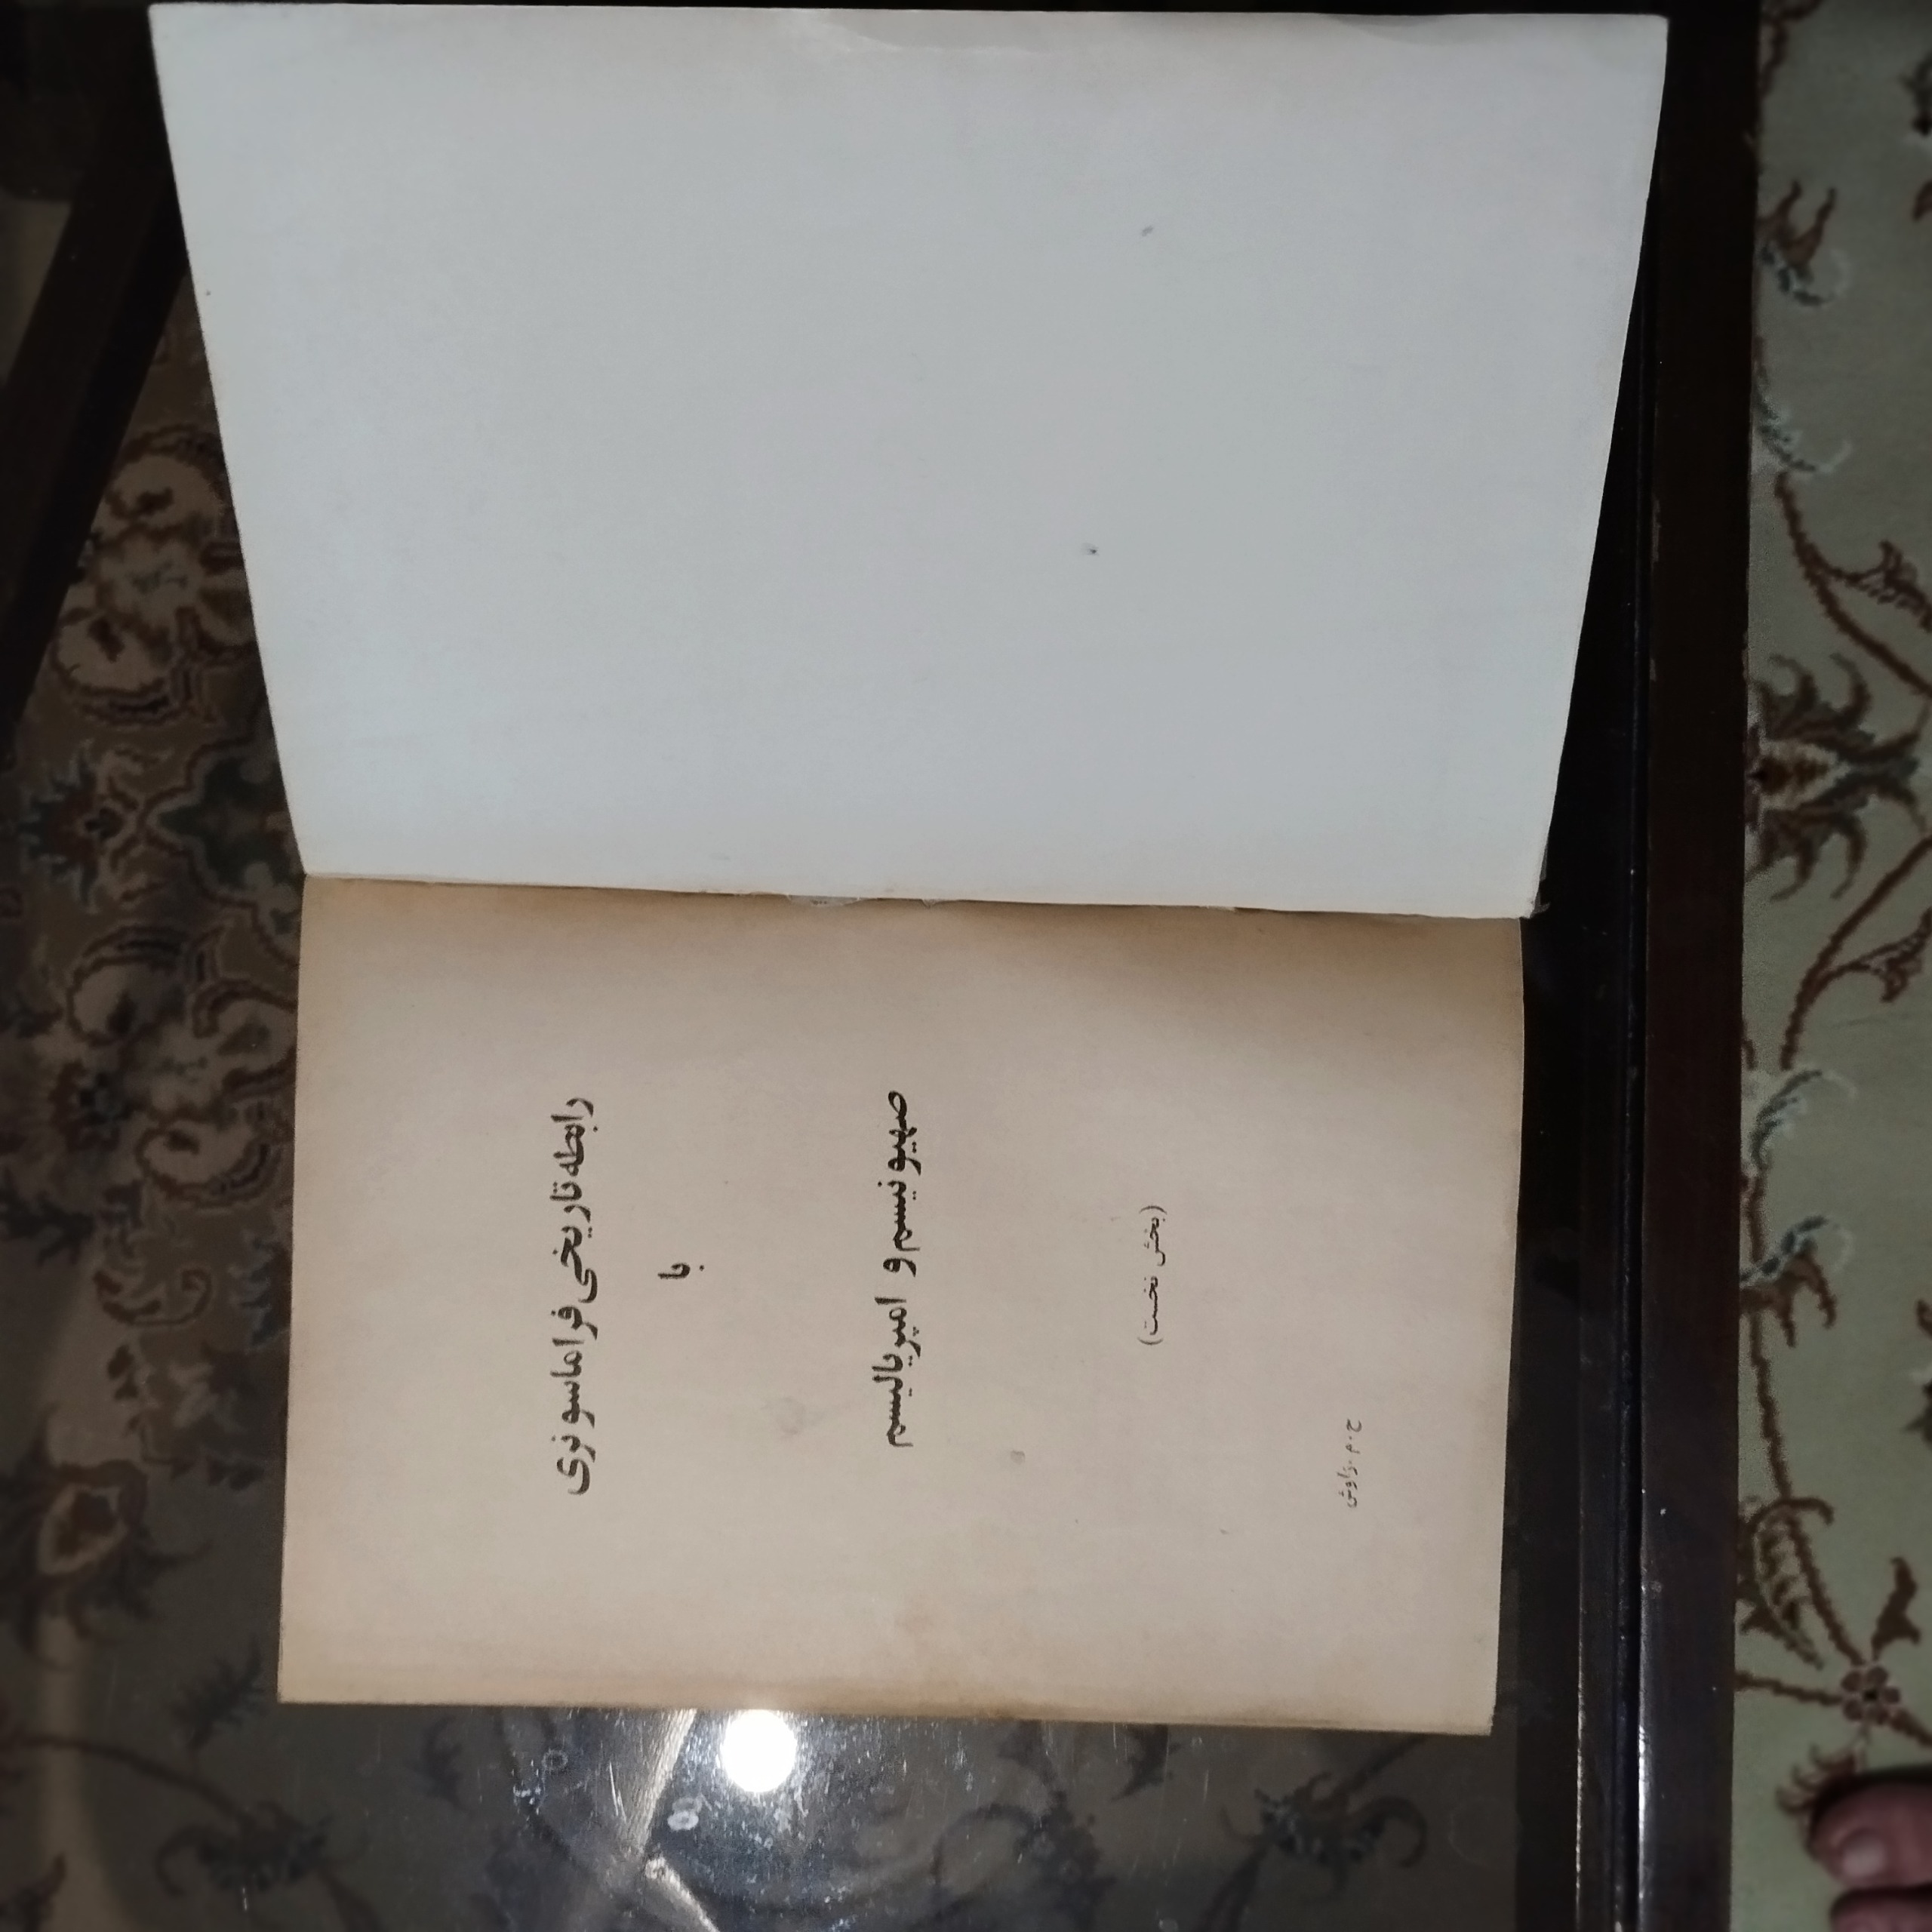 رابطه تاریخی فراماسونری
با
صهیونیسم و امپریالیسم
(بخش نخست)
ح. م. زاوش